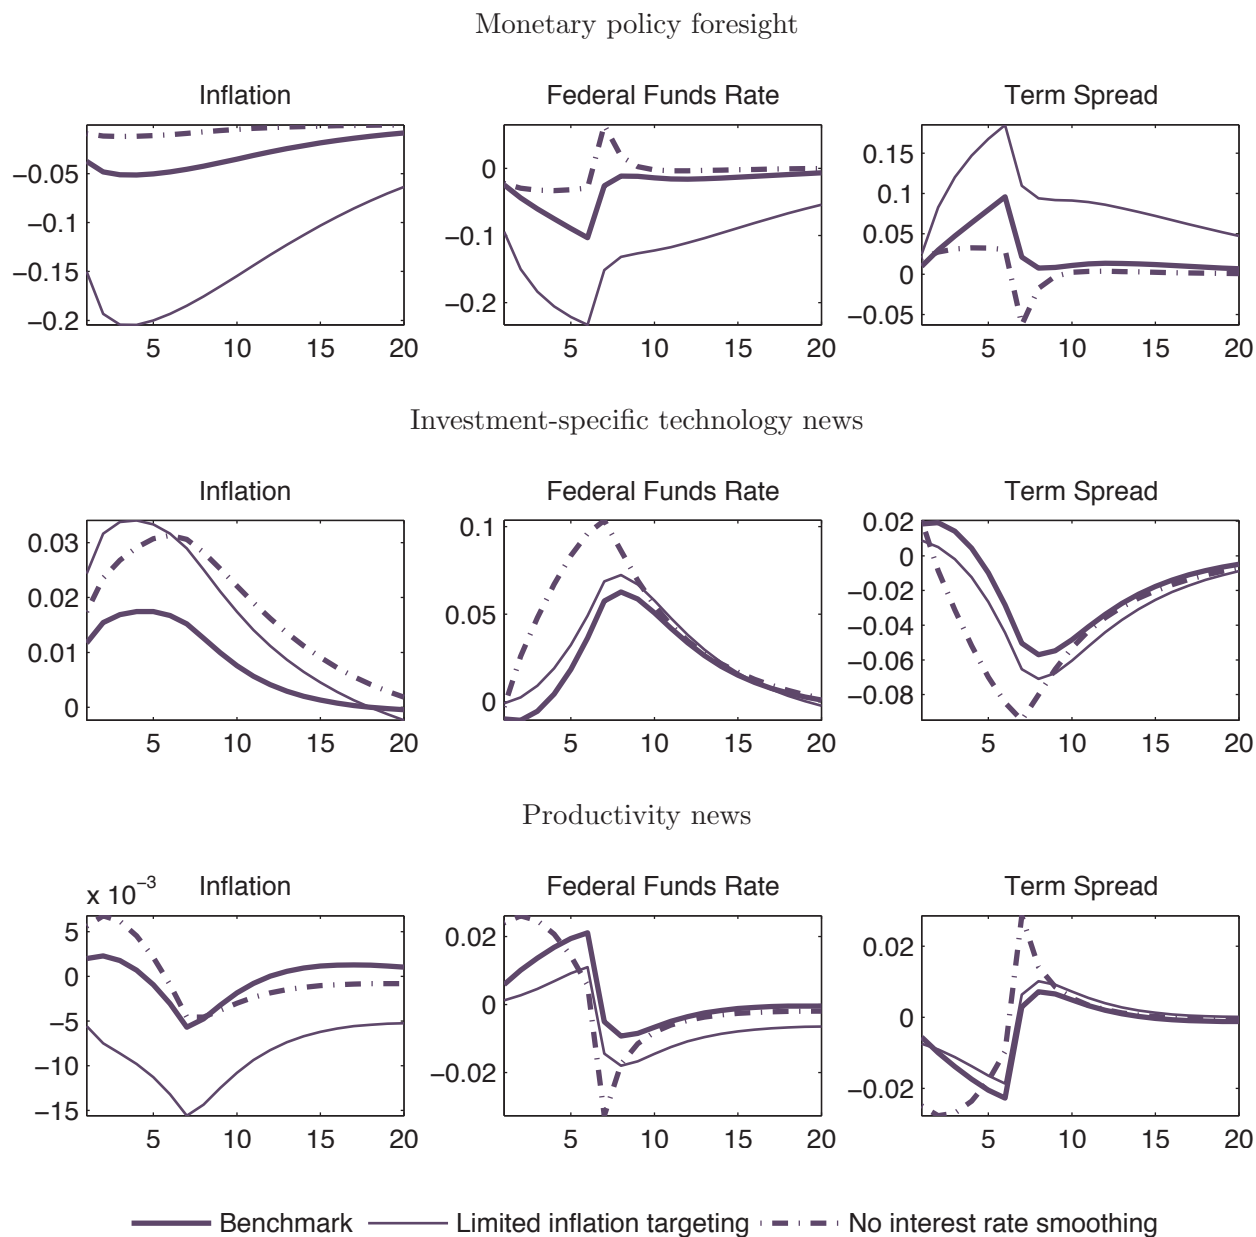 Monetary policy foresight
Inflation Federal Funds Rate Term Spread
−0.05 −0.1 −0.15 −0.2
5 10 15 20
0 −0.1 −0.2
5 10 15 20
0.15 0.1 0.05 0 −0.05
5 10 15 20
Investment-specific technology news
Inflation Federal Funds Rate Term Spread
0.03 0.02 0.01 0
5 10 15 20
0.1 0.05 0
5 10 15 20
0.02 0 −0.02 −0.04 −0.06 −0.08
5 10 15 20
Productivity news
x 10−3 Inflation Federal Funds Rate Term Spread
5 0 −5 −10 −15
5 10 15 20
0.02 0 −0.02
5 10 15 20
0.02 0 −0.02
5 10 15 20
Benchmark Limited inflation targeting No interest rate smoothing